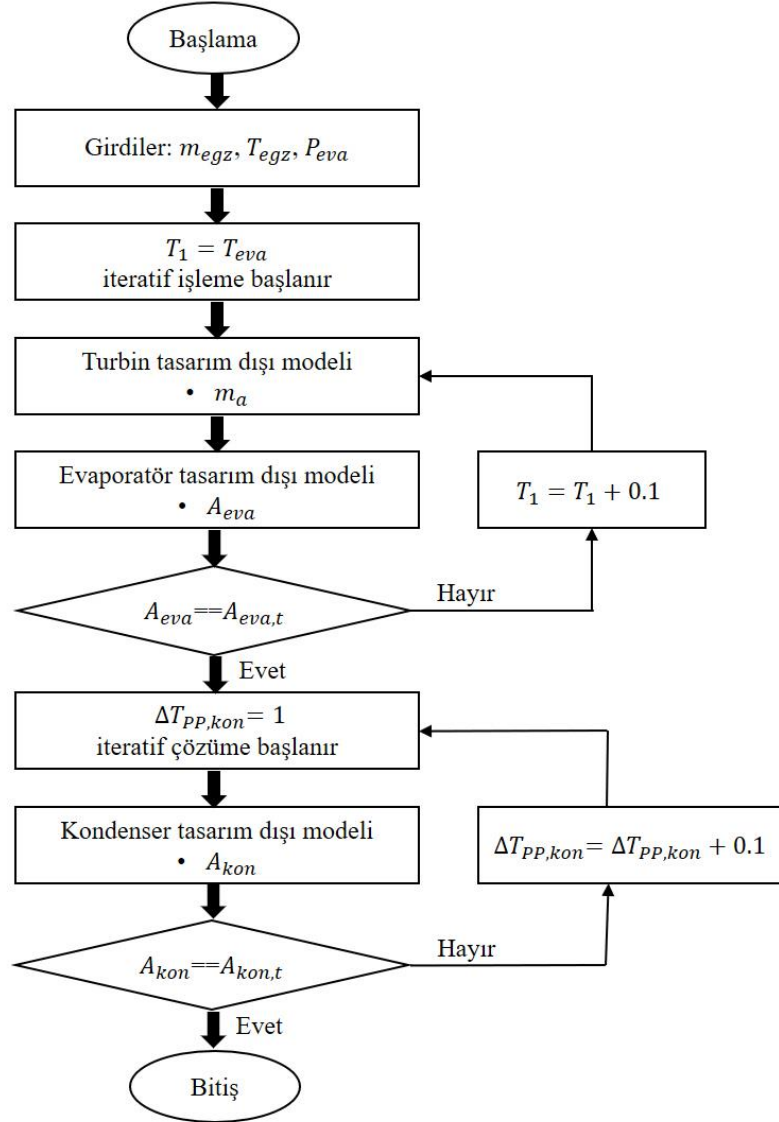 Başlama
Girdiler: m_egz, T_egz, P_eva
T_1 = T_eva
iteratif işleme başlanır
Turbin tasarım dışı modeli
• m_a
Evaporatör tasarım dışı modeli
• A_eva
T_1 = T_1 + 0.1
A_eva==A_eva,t
Hayır
Evet
ΔT_PP,kon= 1
iteratif çözüme başlanır
Kondenser tasarım dışı modeli
• A_kon
ΔT_PP,kon= ΔT_PP,kon + 0.1
A_kon==A_kon,t
Hayır
Evet
Bitiş